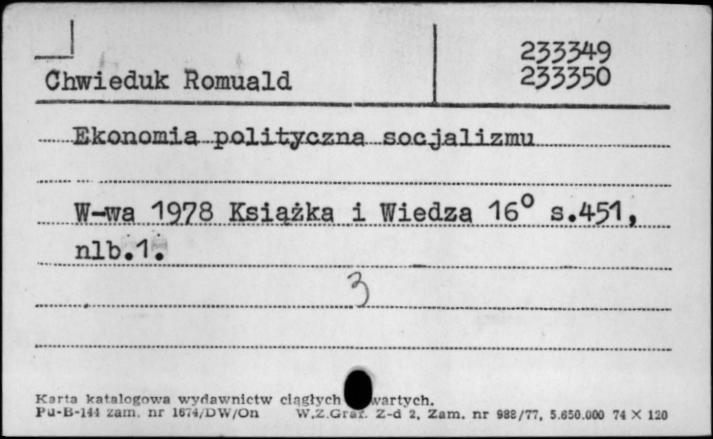 233349
Chwieduk Romuald 233350
Ekonomia polityczna socjalizmu
W-wa 1978 Książka i Wiedza 16° s.451,
nlb.1.
3
Karta katalogowa wydawnictw ciągłych wartych.
Pu-B-144 zam. nr 1674/DW/On W.Z.Graf. Z-d 2, Zam. nr 988/77, 5.650.000 74 X 120